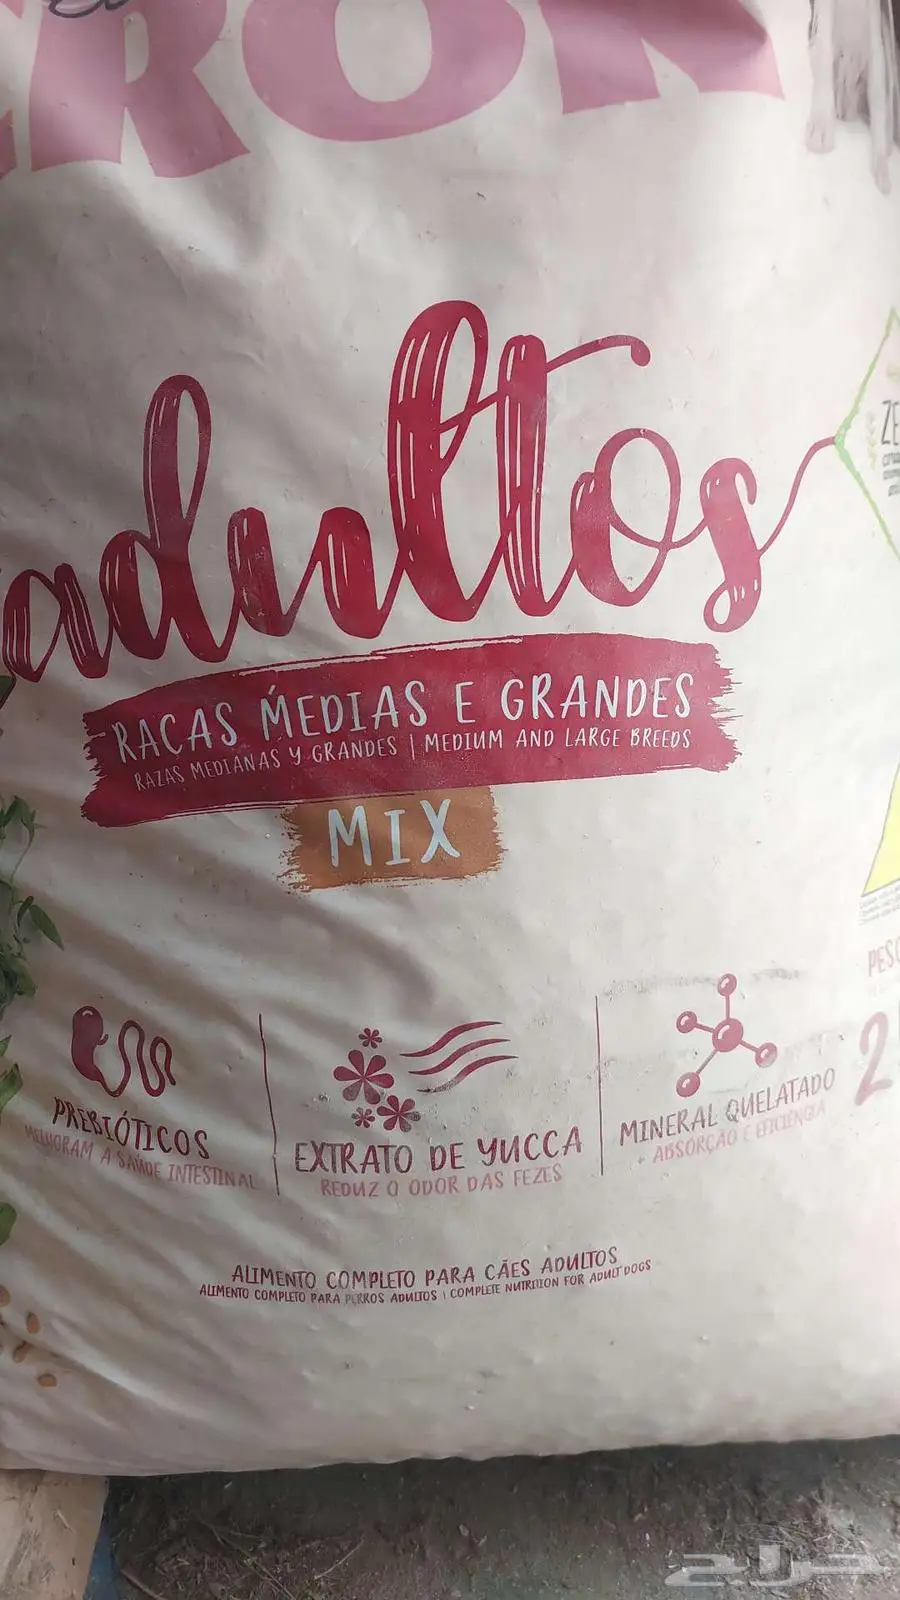 adultos
RAÇAS MÉDIAS E GRANDES
RAZAS MEDIANAS Y GRANDES | MEDIUM AND LARGE BREEDS
MIX
PREBIÓTICOS
MELHORAM A SAÚDE INTESTINAL
EXTRATO DE YUCCA
REDUZ O ODOR DAS FEZES
MINERAL QUELATADO
ABSORÇÃO E EFICIÊNCIA
ALIMENTO COMPLETO PARA CÃES ADULTOS
ALIMENTO COMPLETO PARA PERROS ADULTOS | COMPLETE NUTRITION FOR ADULT DOGS
حراج